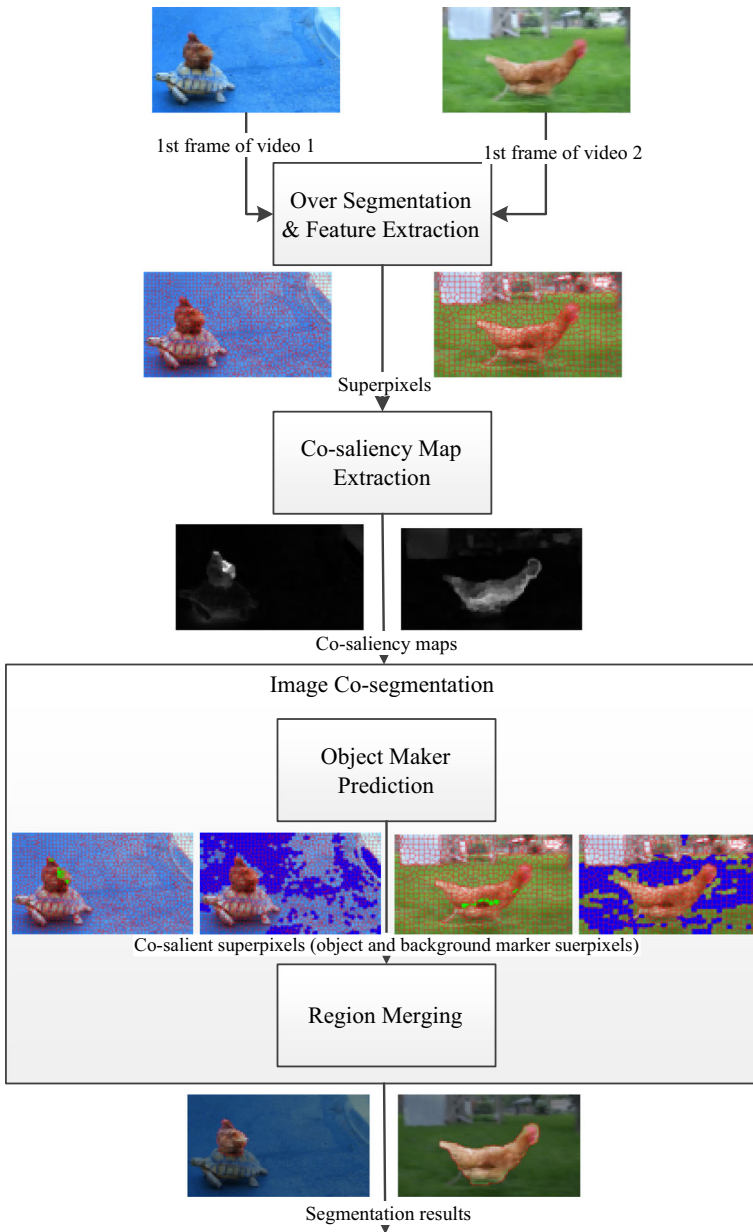 1st frame of video 1
1st frame of video 2
Over Segmentation
& Feature Extraction
Superpixels
Co-saliency Map
Extraction
Co-saliency maps
Image Co-segmentation
Object Maker
Prediction
Co-salient superpixels (object and background marker suerpixels)
Region Merging
Segmentation results